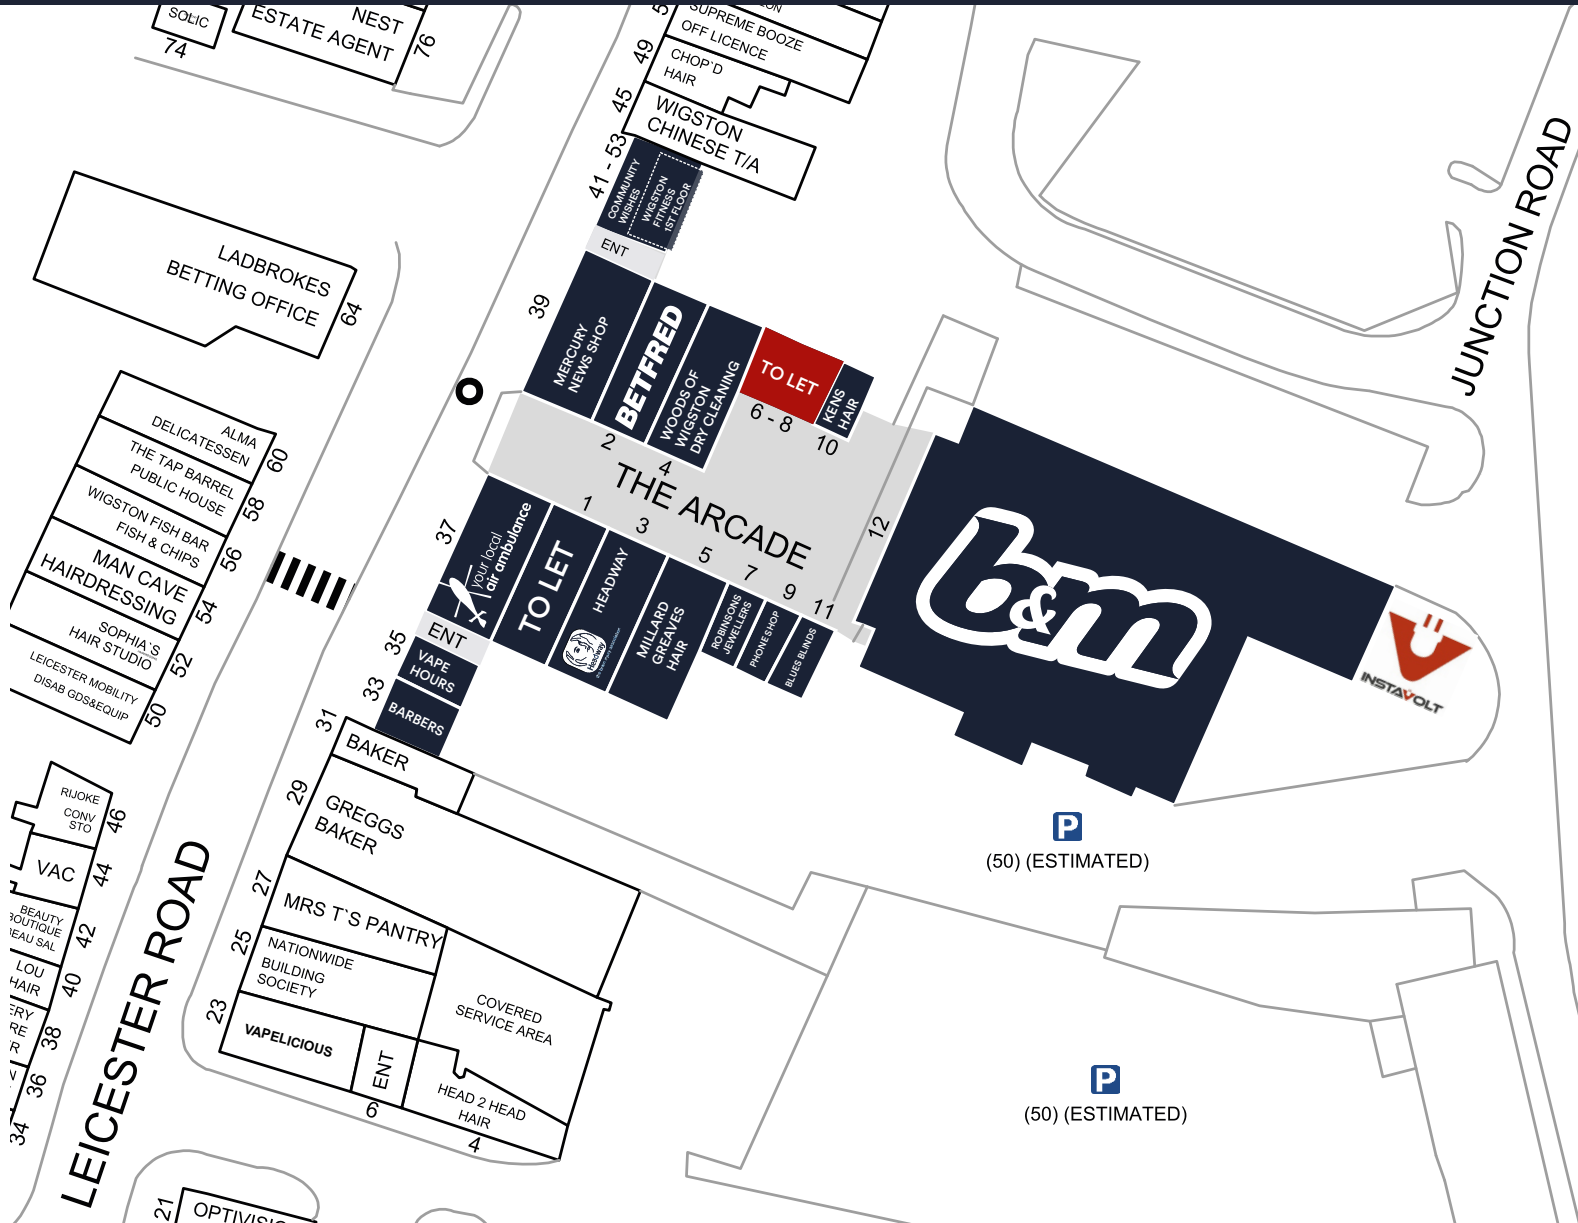 SOLIC
74
NEST
ESTATE AGENT
76
SUPREME BOOZE
OFF LICENCE
49
CHOP`D
HAIR
45
WIGSTON
CHINESE T/A
41 - 53
COMMUNITY
WISHES
WIGSTON
FITNESS
1ST FLOOR
ENT
39
MERCURY
NEWS SHOP
BETFRED
2
WOODS OF
WIGSTON
DRY CLEANING
4
TO LET
6 - 8
KENS
HAIR
10
THE ARCADE
12
b&m
INSTAVOLT
JUNCTION ROAD
LADBROKES
BETTING OFFICE
64
ALMA
DELICATESSEN
60
THE TAP BARREL
PUBLIC HOUSE
58
WIGSTON FISH BAR
FISH & CHIPS
56
MAN CAVE
HAIRDRESSING
54
SOPHIA`S
HAIR STUDIO
52
LEICESTER MOBILITY
DISAB GDS&EQUIP
50
37
your local
air ambulance
1
TO LET
3
HEADWAY
Headway
5
MILLARD
GREAVES
HAIR
7
ROBINSONS
JEWELLERS
9
PHONE SHOP
11
BLUES BLINDS
ENT
35
VAPE
HOURS
33
BARBERS
31
BAKER
29
GREGGS
BAKER
27
MRS T`S PANTRY
25
NATIONWIDE
BUILDING
SOCIETY
23
VAPELiCIOUS
ENT
6
COVERED
SERVICE AREA
HEAD 2 HEAD
HAIR
4
RIJOKE
CONV
STO
46
VAC
44
BEAUTY
42
LOU
HAIR
40
38
36
34
LEICESTER ROAD
21
P
(50) (ESTIMATED)
P
(50) (ESTIMATED)